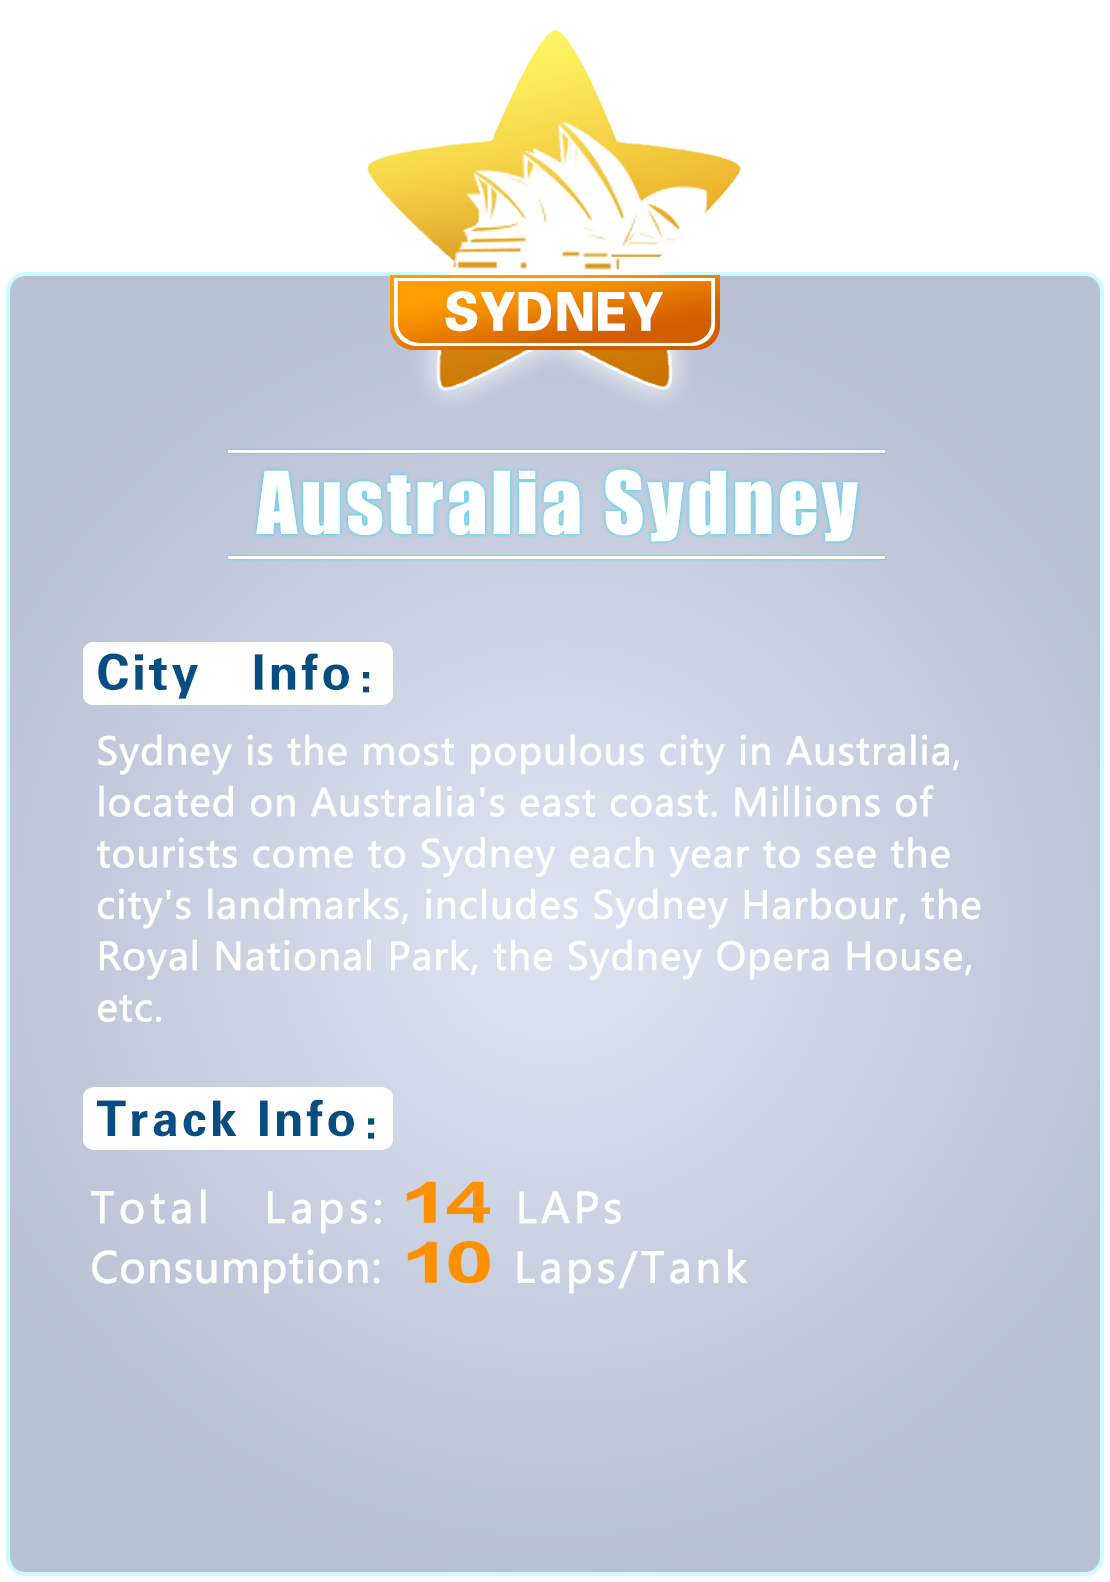 SYDNEY
Australia Sydney
City Info:
Sydney is the most populous city in Australia,
located on Australia's east coast. Millions of
tourists come to Sydney each year to see the
city's landmarks, includes Sydney Harbour, the
Royal National Park, the Sydney Opera House,
etc.
Track Info:
Total Laps: 14 LAPs
Consumption: 10 Laps/Tank